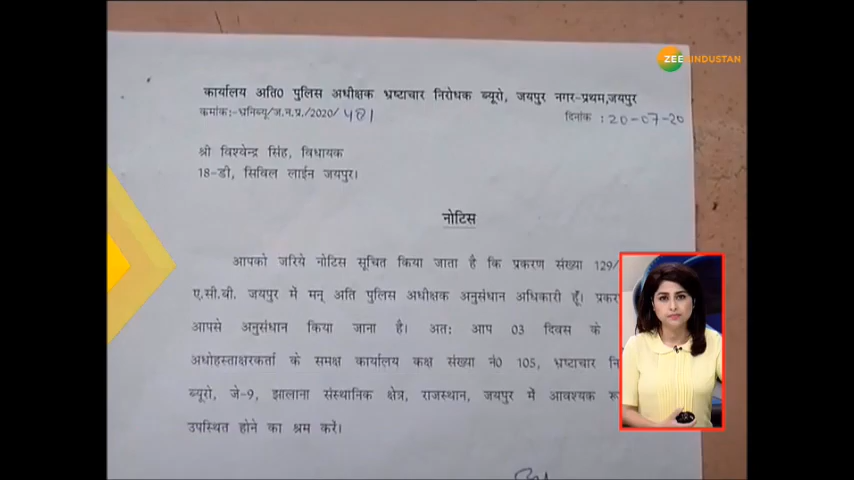 ZEE HINDUSTAN
कार्यालय अति0 पुलिस अधीक्षक भ्रष्टाचार निरोधक ब्यूरो, जयपुर नगर-प्रथम,जयपुर
कमांक:-भ्रनिब्यू/ज.न.प्र./2020/481 दिनांक :20-07-20
श्री विश्वेन्द्र सिंह, विधायक
18-डी, सिविल लाईन जयपुर।
नोटिस
आपको जरिये नोटिस सूचित किया जाता है कि प्रकरण संख्या 129/
ए.सी.बी. जयपुर में मन् अति पुलिस अधीक्षक अनुसंधान अधिकारी हूँ।
आपसे अनुसंधान किया जाना है। अतः आप 03 दिवस के
अधोहस्ताक्षरकर्ता के समक्ष कार्यालय कक्ष संख्या नं0 105, भ्रष्टाचार
ब्यूरो, जे-9, झालाना संस्थानिक क्षेत्र, राजस्थान, जयपुर में आवश्यक
उपस्थित होने का श्रम करें।